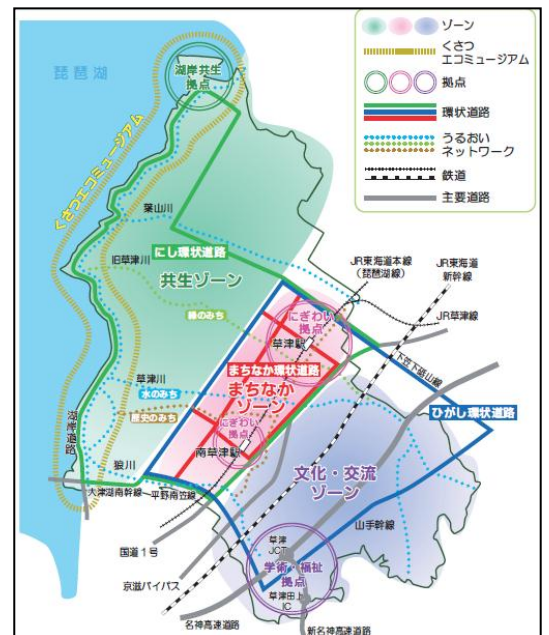 ゾーン
くさつ
エコミュージアム
拠点
環状道路
うるおい
ネットワーク
鉄道
主要道路
琵琶湖
湖岸共生
拠点
くさつエコミュージアム
葉山川
にし環状道路
旧草津川
共生ゾーン
JR東海道本線
(琵琶湖線)
JR東海道
新幹線
JR草津線
緑のみち
にぎわい
拠点
草津駅
下笠下砥山線
まちなか環状道路
まちなか
ゾーン
草津川
水のみち
歴史のみち
ひがし環状道路
にぎわい
拠点
南草津駅
湖岸道路
狼川
文化・交流
ゾーン
大津湖南幹線
平野南笠線
山手幹線
国道1号
草津
JCT
学術・福祉
拠点
京滋バイパス
草津田上
IC
名神高速道路
新名神高速道路